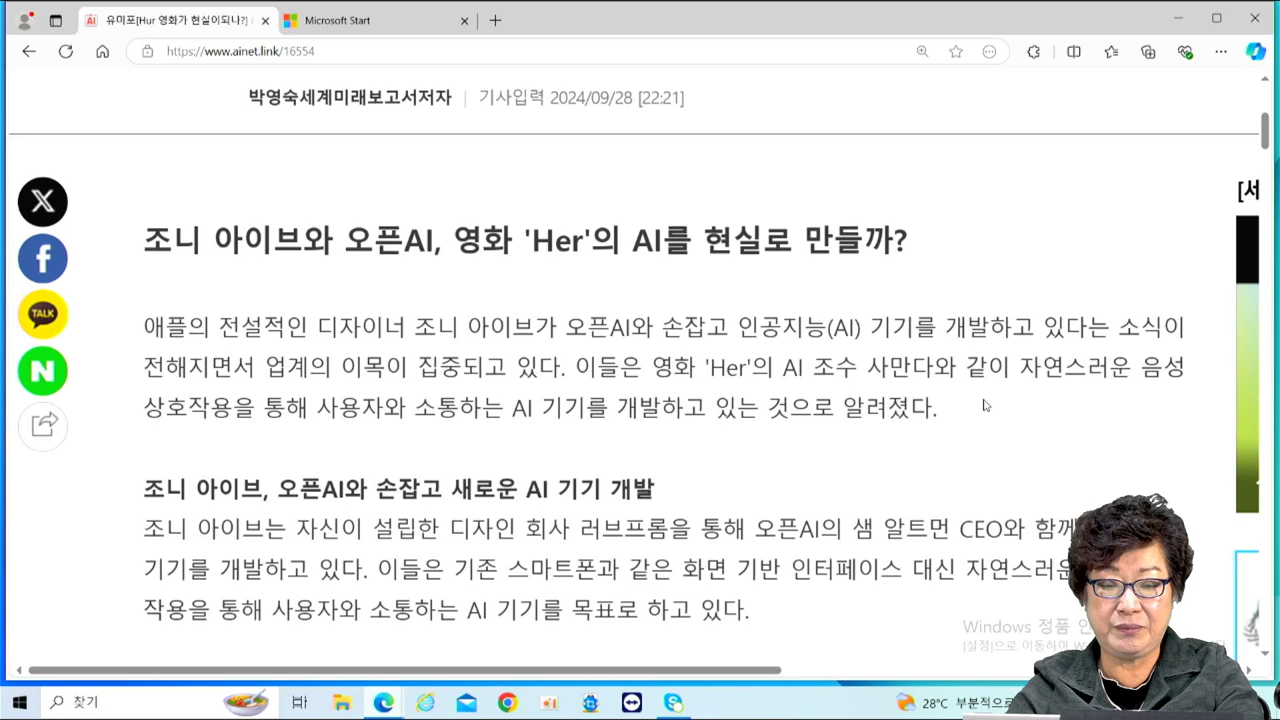 유미포[Hur 영화가 현실이되나?]
Microsoft Start
https://www.ainet.link/16554
박영숙세계미래보고서저자 | 기사입력 2024/09/28 [22:21]
[서
조니 아이브와 오픈AI, 영화 'Her'의 AI를 현실로 만들까?
애플의 전설적인 디자이너 조니 아이브가 오픈AI와 손잡고 인공지능(AI) 기기를 개발하고 있다는 소식이
전해지면서 업계의 이목이 집중되고 있다. 이들은 영화 'Her'의 AI 조수 사만다와 같이 자연스러운 음성
상호작용을 통해 사용자와 소통하는 AI 기기를 개발하고 있는 것으로 알려졌다.
조니 아이브, 오픈AI와 손잡고 새로운 AI 기기 개발
조니 아이브는 자신이 설립한 디자인 회사 러브프롬을 통해 오픈AI의 샘 알트먼 CEO와 함께
기기를 개발하고 있다. 이들은 기존 스마트폰과 같은 화면 기반 인터페이스 대신 자연스러운
작용을 통해 사용자와 소통하는 AI 기기를 목표로 하고 있다.
TALK
N
Windows 정품
[설정]으로 이동하여
찾기
28°C 부분적으로